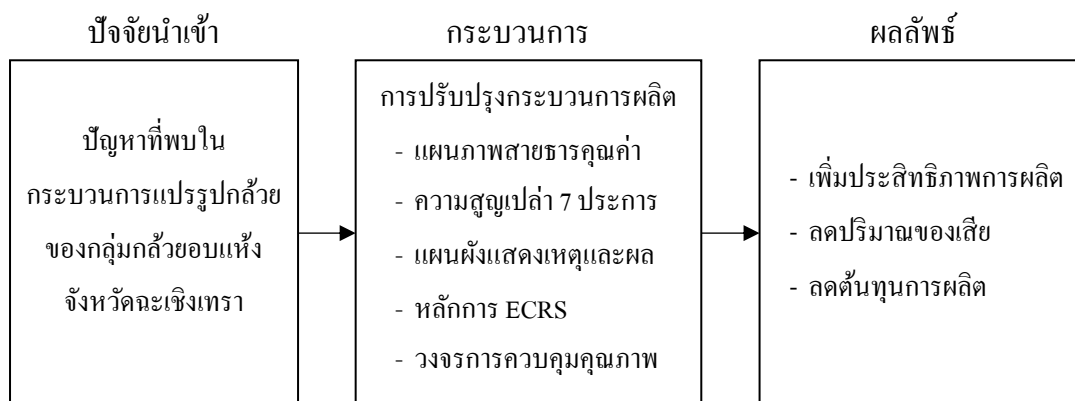 ปัจจัยนำเข้า
ปัญหาที่พบใน
กระบวนการแปรรูปกล้วย
ของกลุ่มกล้วยอบแห้ง
จังหวัดฉะเชิงเทรา
กระบวนการ
การปรับปรุงกระบวนการผลิต
- แผนภาพสายธารคุณค่า
- ความสูญเปล่า 7 ประการ
- แผนผังแสดงเหตุและผล
- หลักการ ECRS
- วงจรการควบคุมคุณภาพ
ผลลัพธ์
- เพิ่มประสิทธิภาพการผลิต
- ลดปริมาณของเสีย
- ลดต้นทุนการผลิต